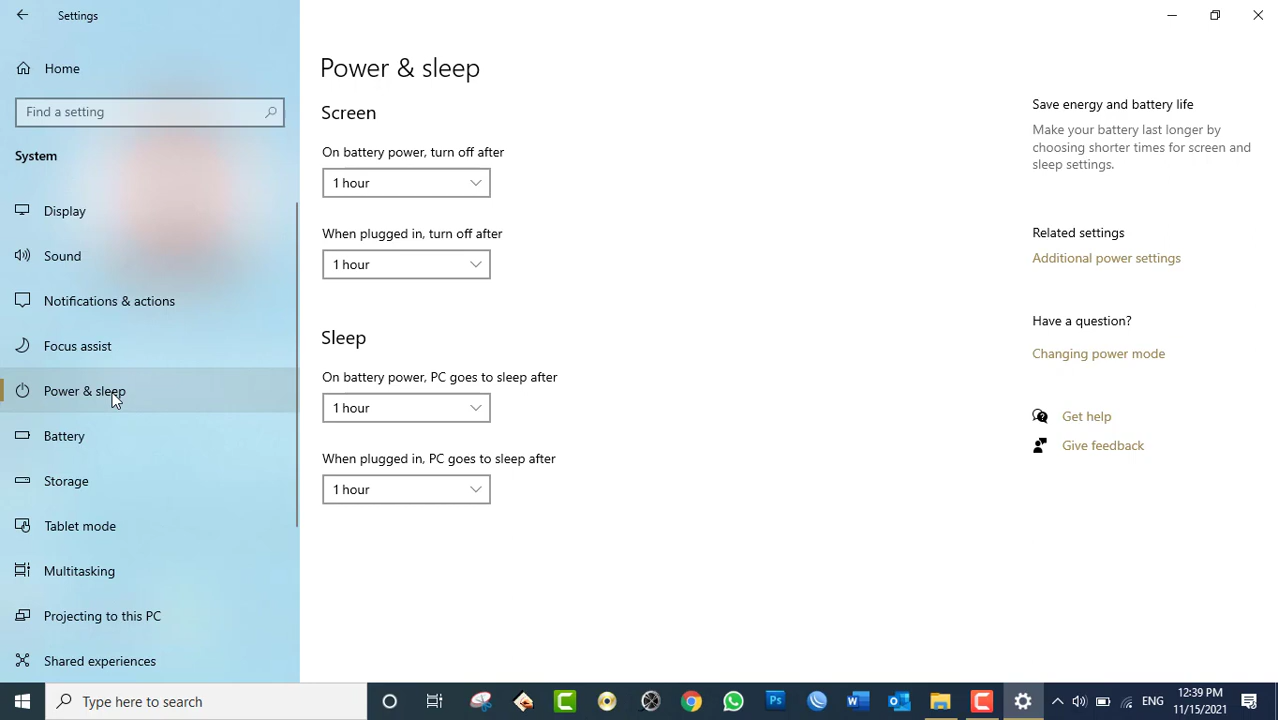 Settings
Home
Find a setting
System
Display
Sound
Notifications & actions
Focus assist
Power & sleep
Battery
Storage
Tablet mode
Multitasking
Projecting to this PC
Shared experiences
Power & sleep
Screen
On battery power, turn off after
1 hour
When plugged in, turn off after
1 hour
Sleep
On battery power, PC goes to sleep after
1 hour
When plugged in, PC goes to sleep after
1 hour
Save energy and battery life
Make your battery last longer by
choosing shorter times for screen and
sleep settings.
Related settings
Additional power settings
Have a question?
Changing power mode
Get help
Give feedback
Type here to search
Ps
ENG
12:39 PM
11/15/2021